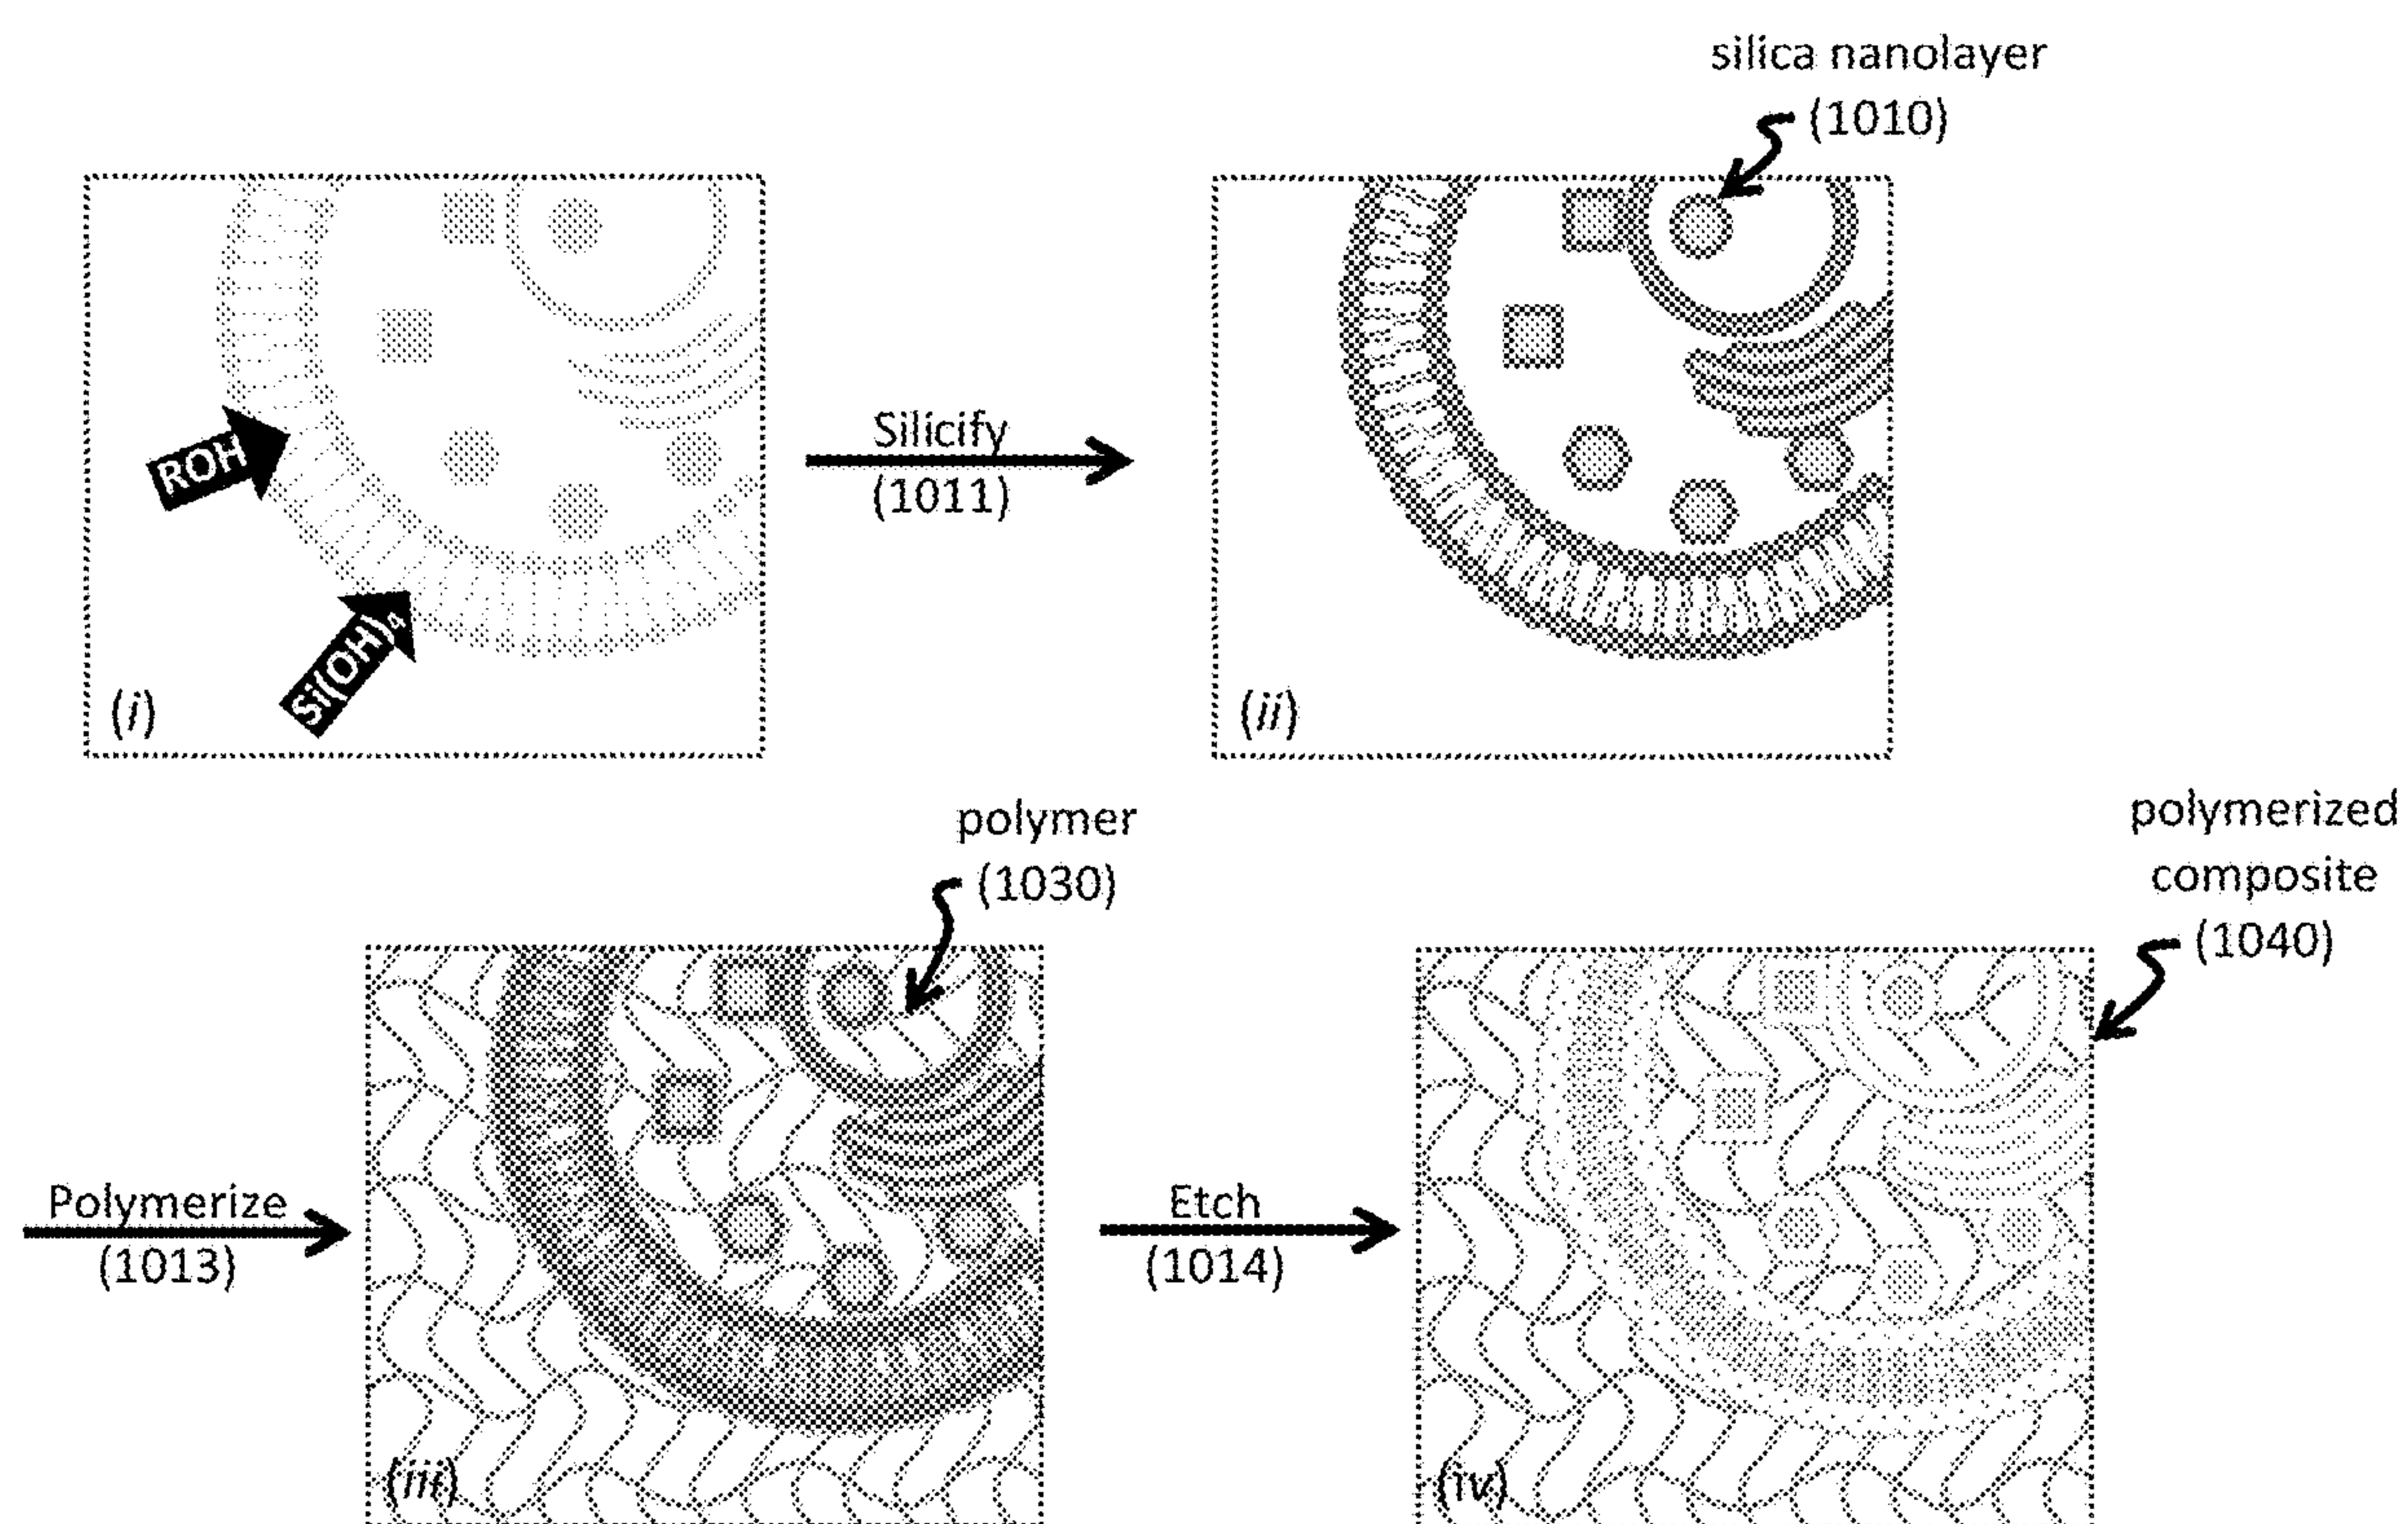 silica nanolayer
(1010)
ROH
Si(OH)₄
(i)
Silicify
(1011)
(ii)
polymer
(1030)
polymerized
composite
(1040)
Polymerize
(1013)
(iii)
Etch
(1014)
(iv)